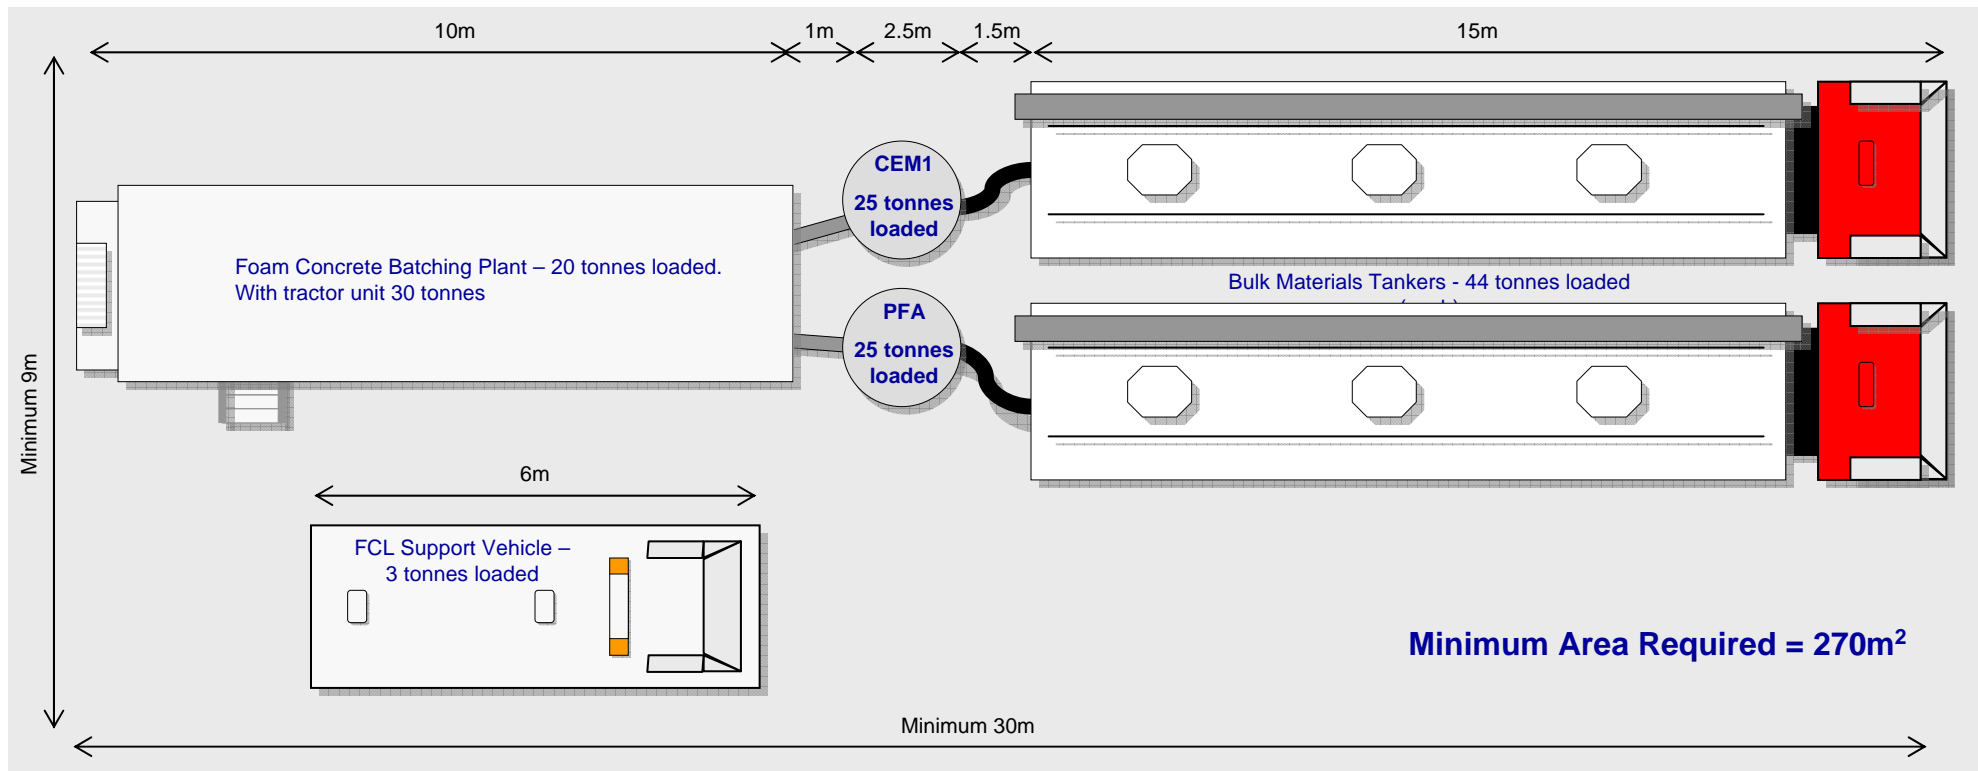 10m
1m
2.5m
1.5m
15m
CEM1
25 tonnes
loaded
Foam Concrete Batching Plant – 20 tonnes loaded.
With tractor unit 30 tonnes
Bulk Materials Tankers - 44 tonnes loaded
PFA
25 tonnes
loaded
Minimum 9m
6m
FCL Support Vehicle –
3 tonnes loaded
Minimum Area Required = 270m²
Minimum 30m